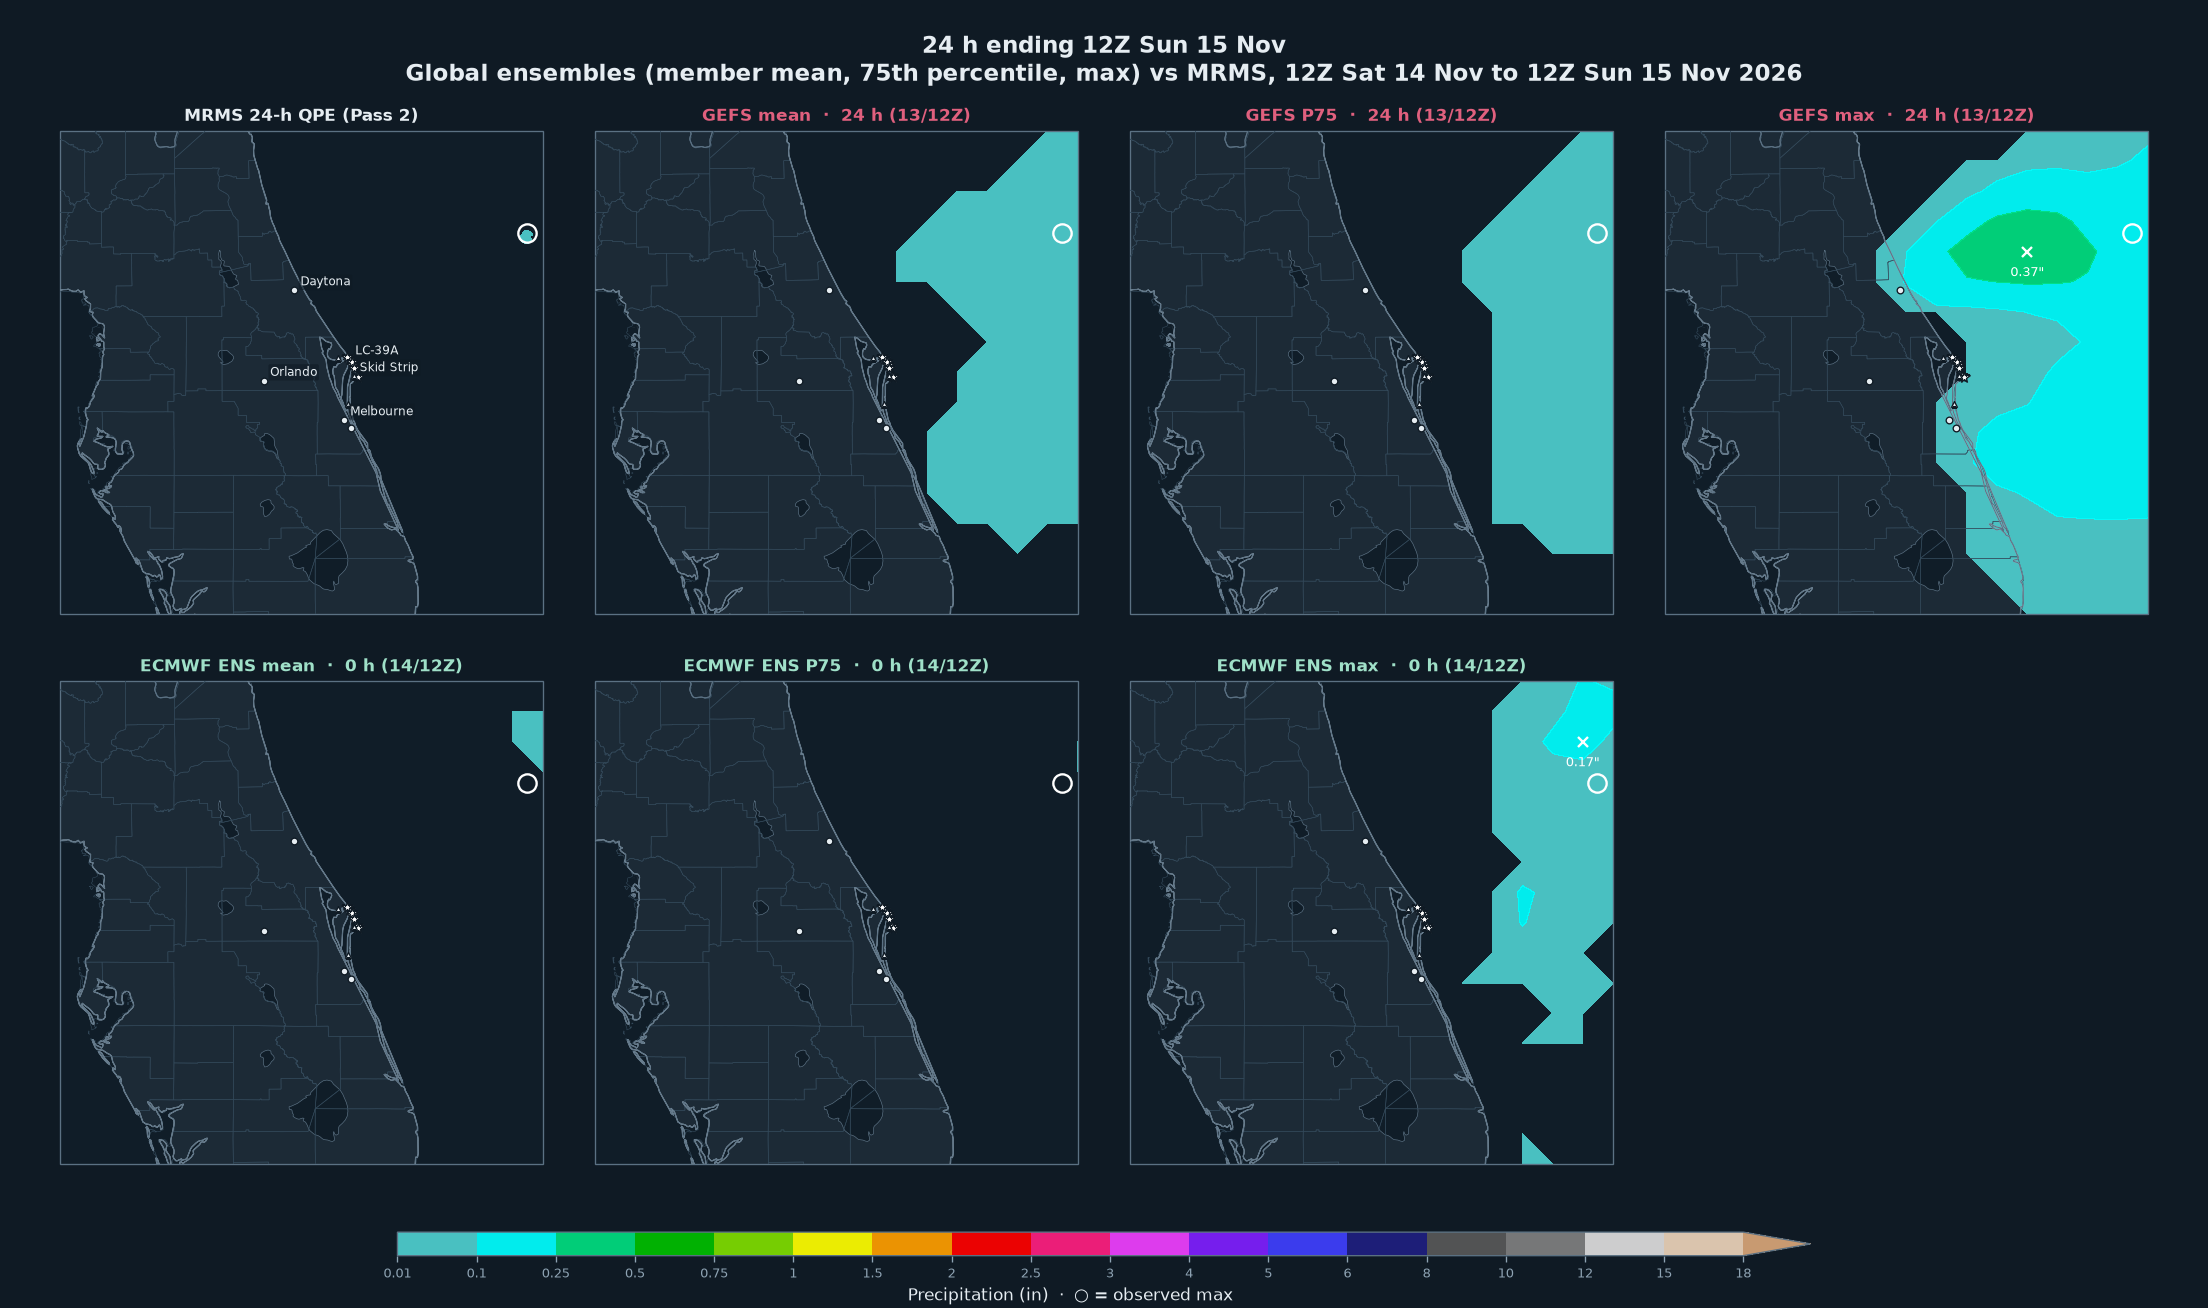 24 h ending 12Z Sun 15 Nov
Global ensembles (member mean, 75th percentile, max) vs MRMS, 12Z Sat 14 Nov to 12Z Sun 15 Nov 2026
MRMS 24-h QPE (Pass 2)
GEFS mean · 24 h (13/12Z)
GEFS P75 · 24 h (13/12Z)
GEFS max · 24 h (13/12Z)
Daytona
LC-39A
Skid Strip
Orlando
Melbourne
0.37"
ECMWF ENS mean · 0 h (14/12Z)
ECMWF ENS P75 · 0 h (14/12Z)
ECMWF ENS max · 0 h (14/12Z)
0.17"
0.01 0.1 0.25 0.5 0.75 1 1.5 2 2.5 3 4 5 6 8 10 12 15 18
Precipitation (in) · ○ = observed max